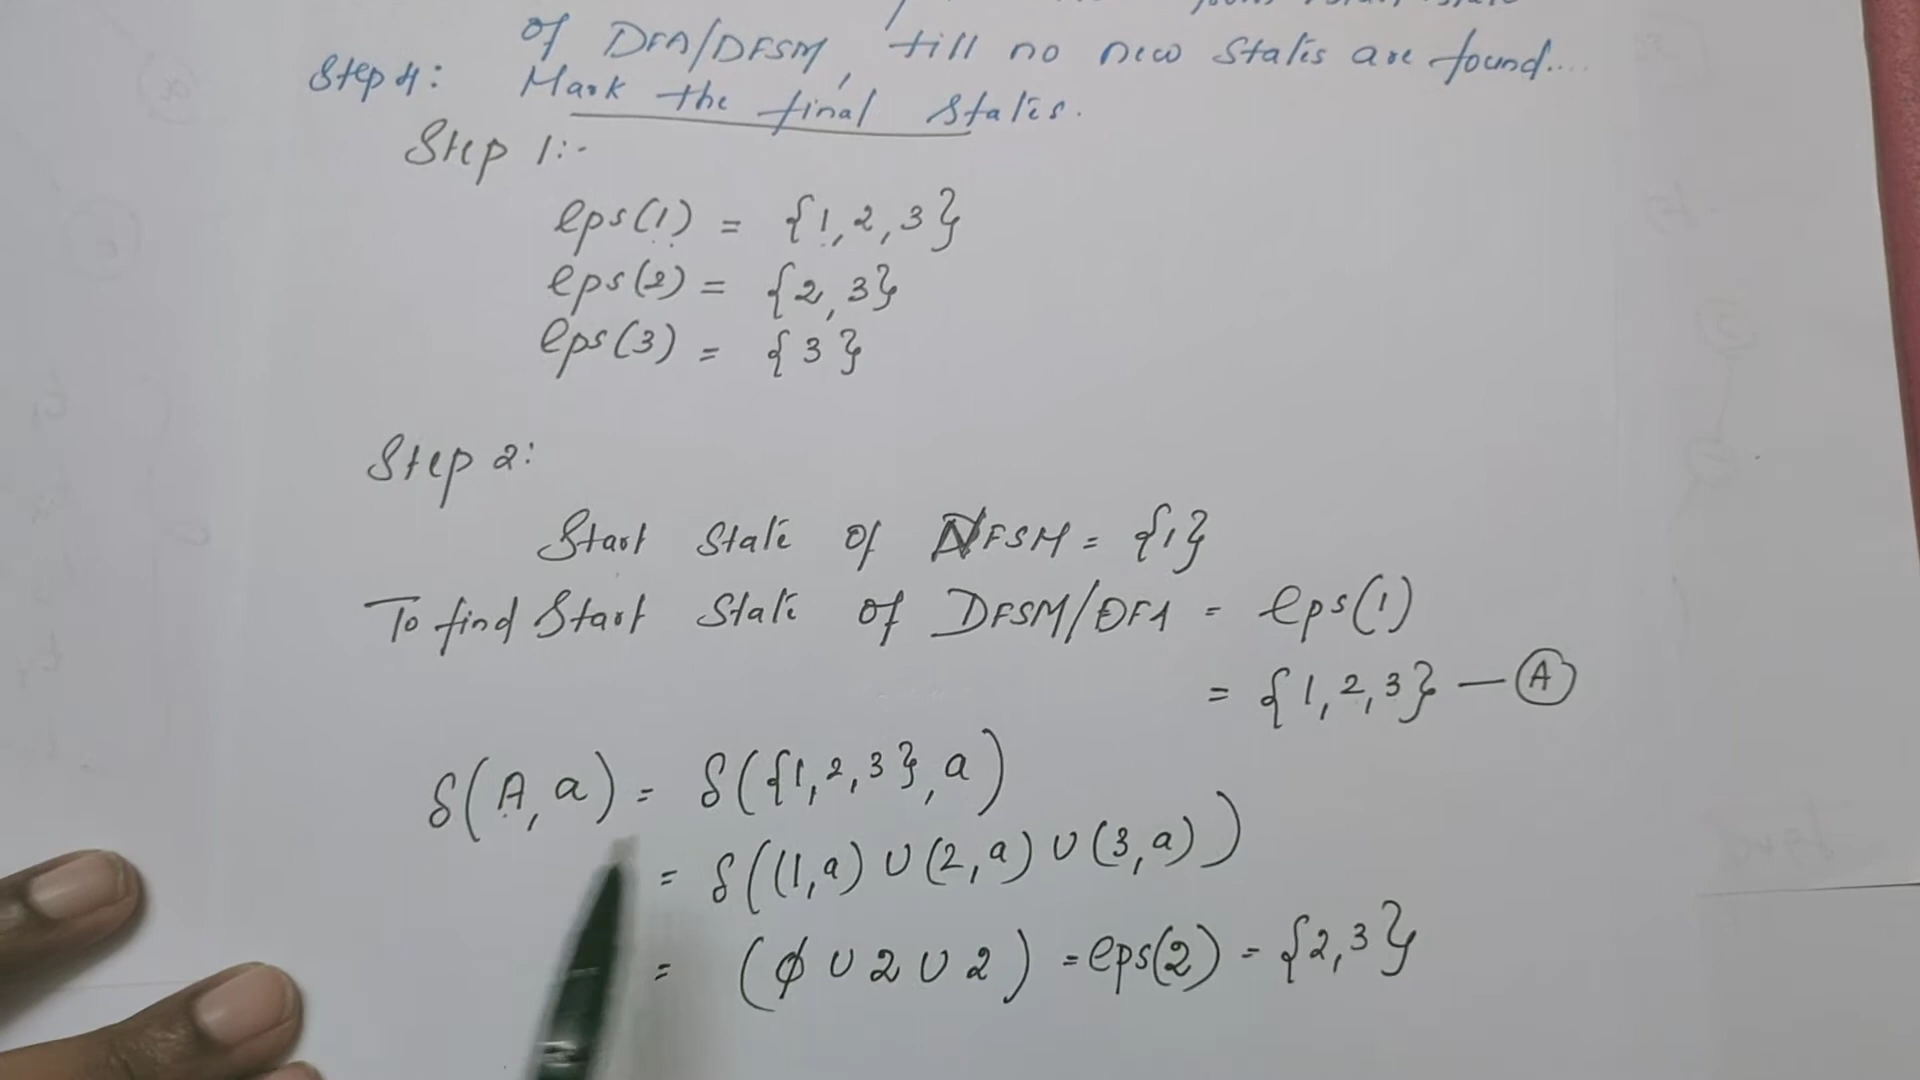 of DFA/DFSM, till no new states are found....
Step 4: Mark the final states.
Step 1:-
eps(1) = {1, 2, 3}
eps(2) = {2, 3}
eps(3) = {3}
Step 2:
Start state of NFSM = {1}
To find Start state of DFSM/DFA = eps(1)
= {1, 2, 3} — A
δ(A, a) = δ({1, 2, 3}, a)
= δ((1, a) ∪ (2, a) ∪ (3, a))
= (ϕ ∪ 2 ∪ 2) = eps(2) = {2, 3}